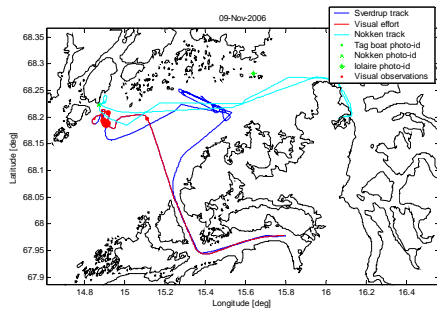 09-Nov-2006
Sverdrup track
Visual effort
Nokken track
Tag boat photo-id
Nokken photo-id
Iolaire photo-id
Visual observations
68.35
68.3
68.25
68.2
68.15
68.1
68.05
68
67.95
67.9
Latitude [deg]
14.8 15 15.2 15.4 15.6 15.8 16 16.2 16.4
Longitude [deg]